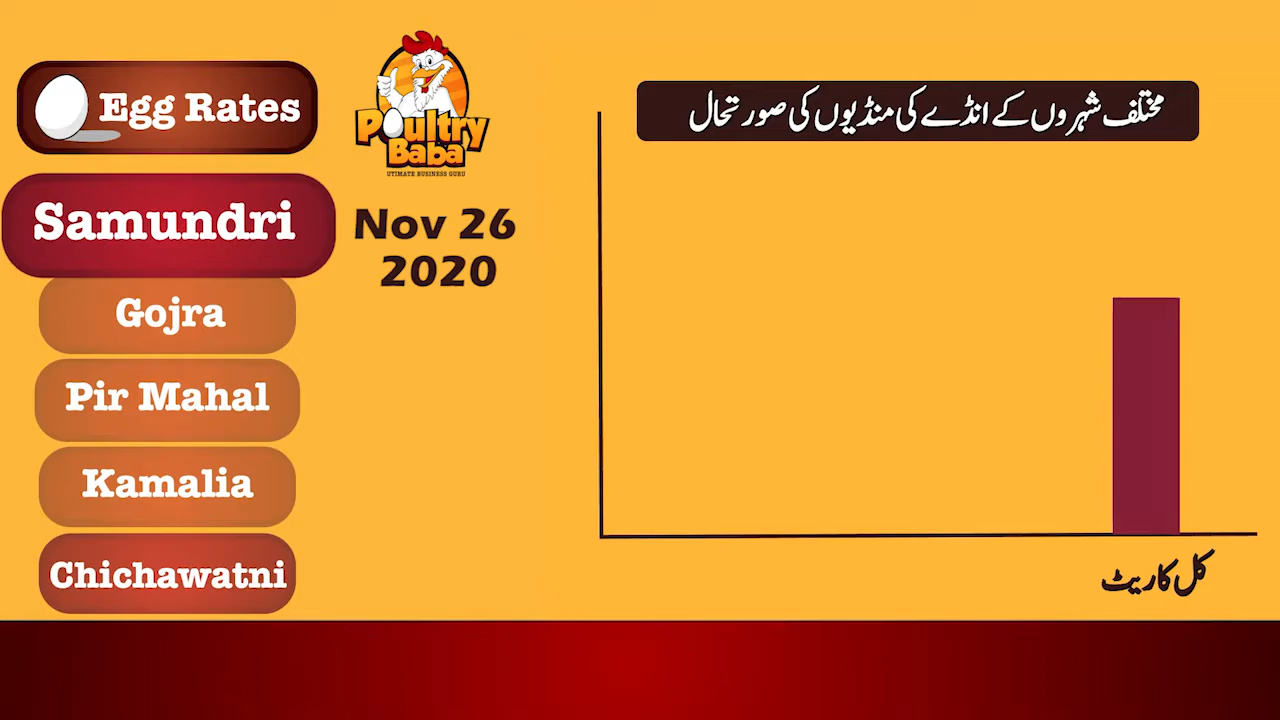 Egg Rates
Poultry
Baba
UTIMATE BUSINESS GURU
مختلف شہروں کے انڈے کی منڈیوں کی صورتحال
Samundri
Nov 26
2020
Gojra
Pir Mahal
Kamalia
Chichawatni
کل کا ریٹ